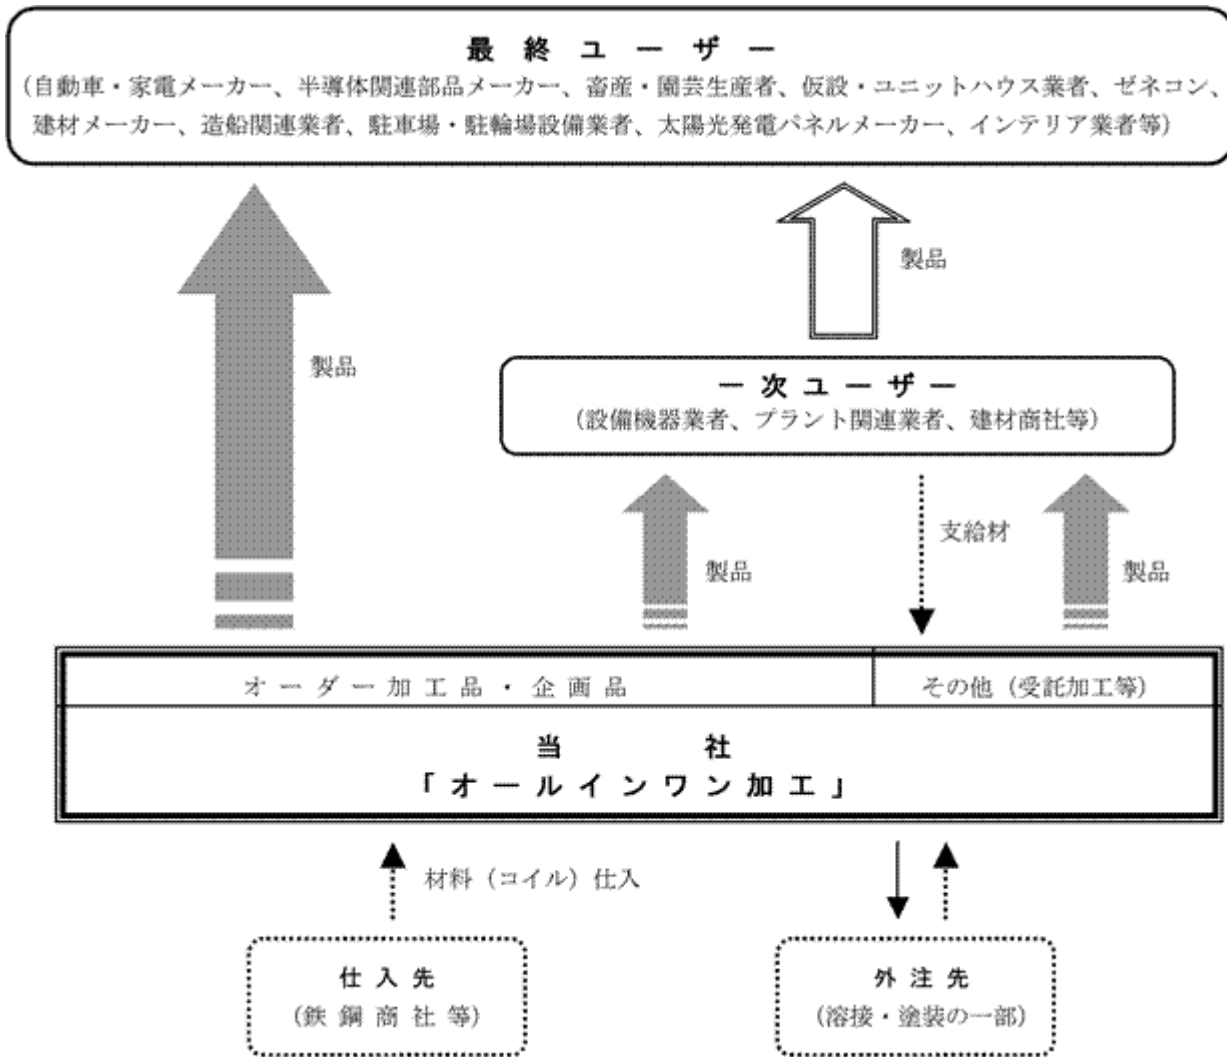 最終ユーザー
(自動車・家電メーカー、半導体関連部品メーカー、畜産・園芸生産者、仮設・ユニットハウス業者、ゼネコン、
建材メーカー、造船関連業者、駐車場・駐輪場設備業者、太陽光発電パネルメーカー、インテリア業者等)
製品
製品
一次ユーザー
(設備機器業者、プラント関連業者、建材商社等)
支給材
製品
製品
オーダー加工品・企画品
その他(受託加工等)
当社
「オールインワン加工」
材料(コイル)仕入
仕入先
(鉄鋼商社等)
外注先
(溶接・塗装の一部)